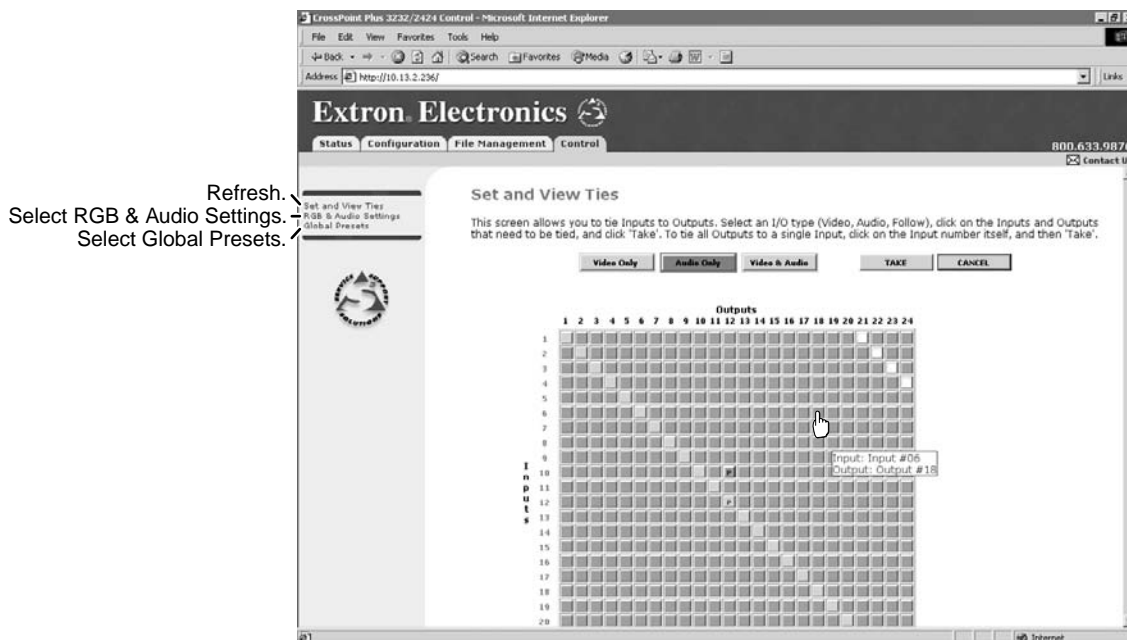 CrossPoint Plus 3232/2424 Control - Microsoft Internet Explorer
File Edit View Favorites Tools Help
Back Search Favorites Media
Address http://10.13.2.236/ Links
Extron Electronics
Status Configuration File Management Control
800.633.987
Contact U
Refresh.
Select RGB & Audio Settings.
Select Global Presets.
Set and View Ties
RGB & Audio Settings
Global Presets
SERVICE SUPPORT SOLUTIONS
Set and View Ties
This screen allows you to tie Inputs to Outputs. Select an I/O type (Video, Audio, Follow), click on the Inputs and Outputs
that need to be tied, and click 'Take'. To tie all Outputs to a single Input, click on the Input number itself, and then 'Take'.
Video Only Audio Only Video & Audio TAKE CANCEL
Outputs
1 2 3 4 5 6 7 8 9 10 11 12 13 14 15 16 17 18 19 20 21 22 23 24
Inputs
1
2
3
4
5
6
7
8
9
10 P
11
12 P
13
14
15
16
17
18
19
20
Input: Input #06
Output: Output #18
Internet